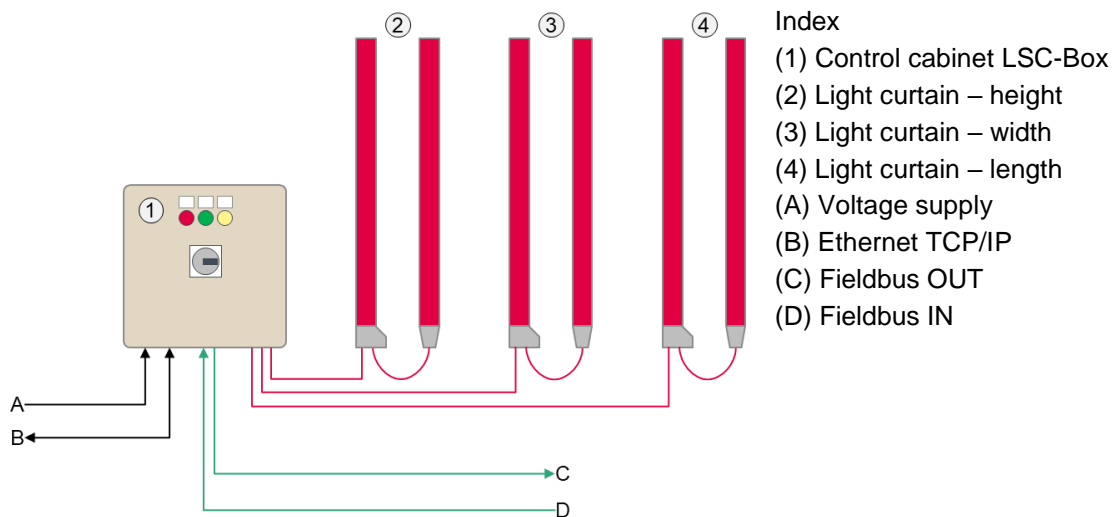 2
3
4
1
A
B
C
D
Index
(1) Control cabinet LSC-Box
(2) Light curtain – height
(3) Light curtain – width
(4) Light curtain – length
(A) Voltage supply
(B) Ethernet TCP/IP
(C) Fieldbus OUT
(D) Fieldbus IN